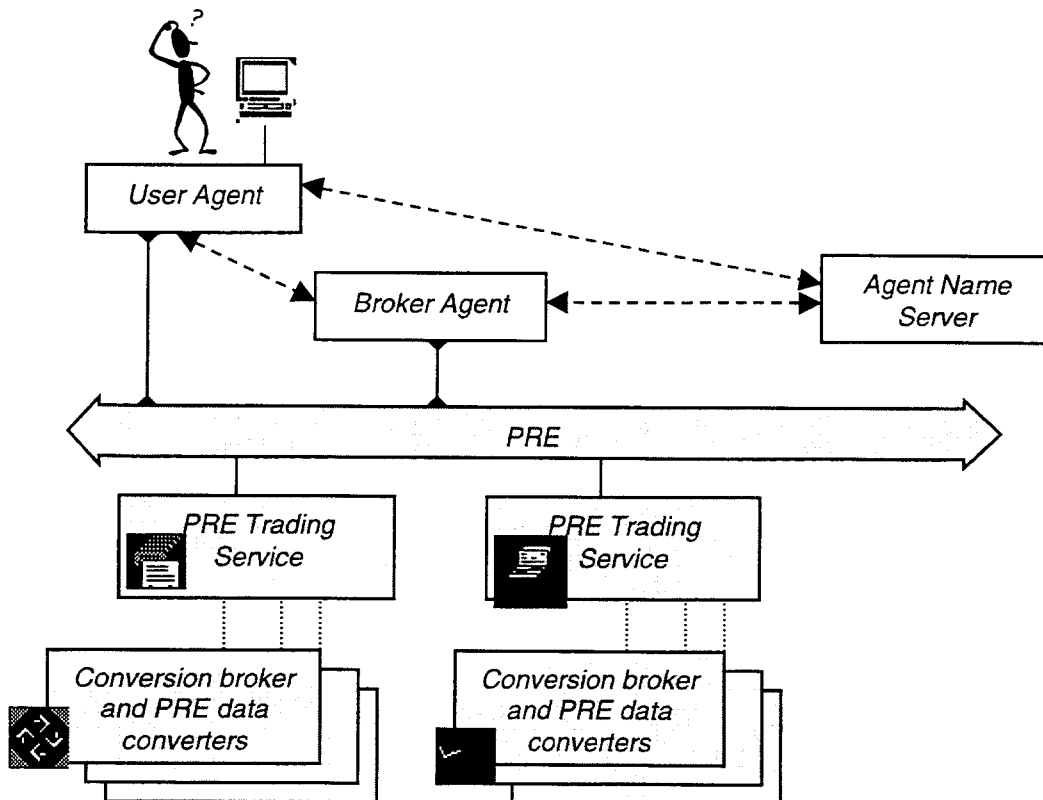 ?
User Agent
Broker Agent
Agent Name
Server
PRE
PRE Trading
Service
PRE Trading
Service
Conversion broker
and PRE data
converters
Conversion broker
and PRE data
converters